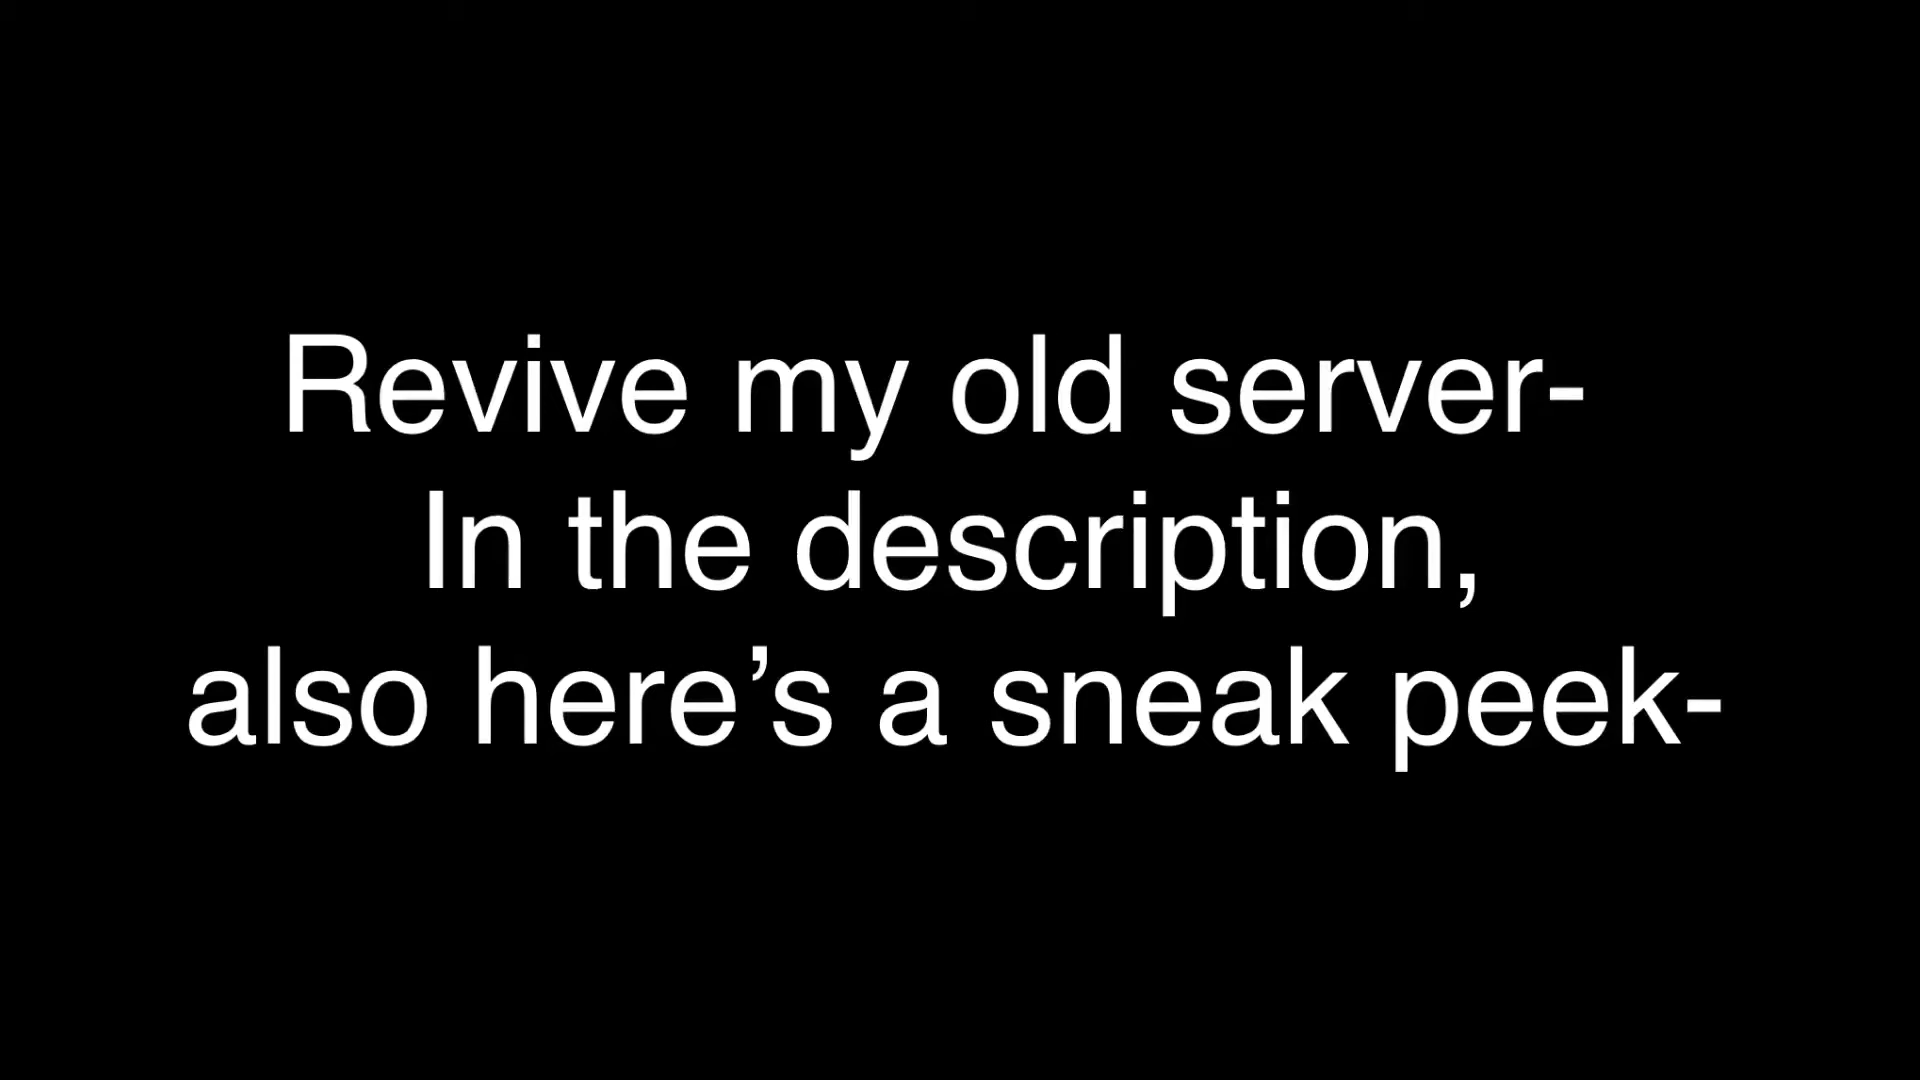 Revive my old server-
In the description,
also here’s a sneak peek-